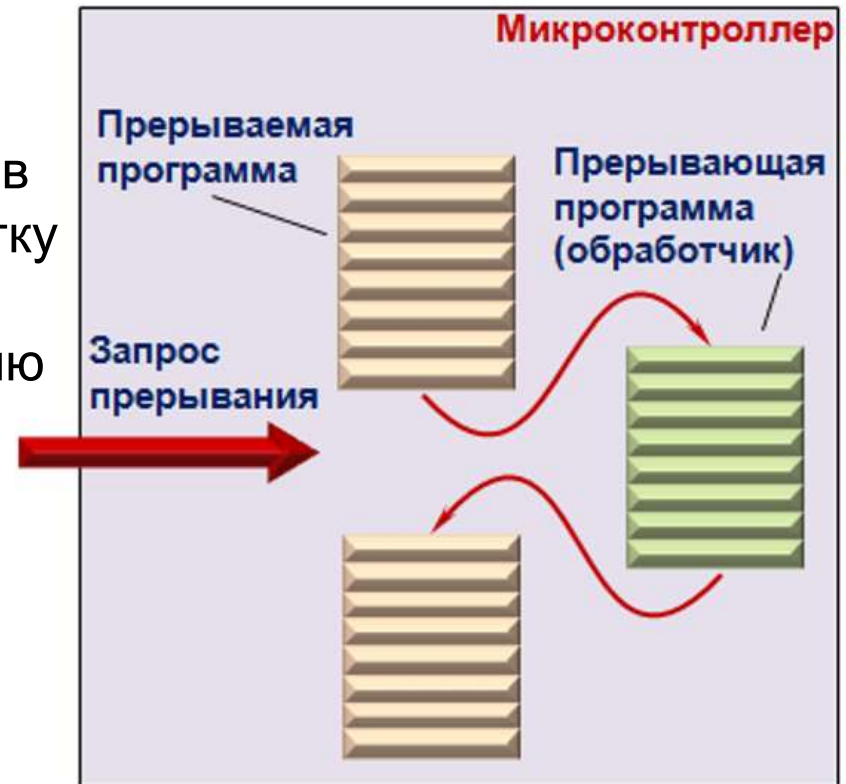 Микроконтроллер
Прерываемая
программа
Прерывающая
программа
(обработчик)
Запрос
прерывания
в